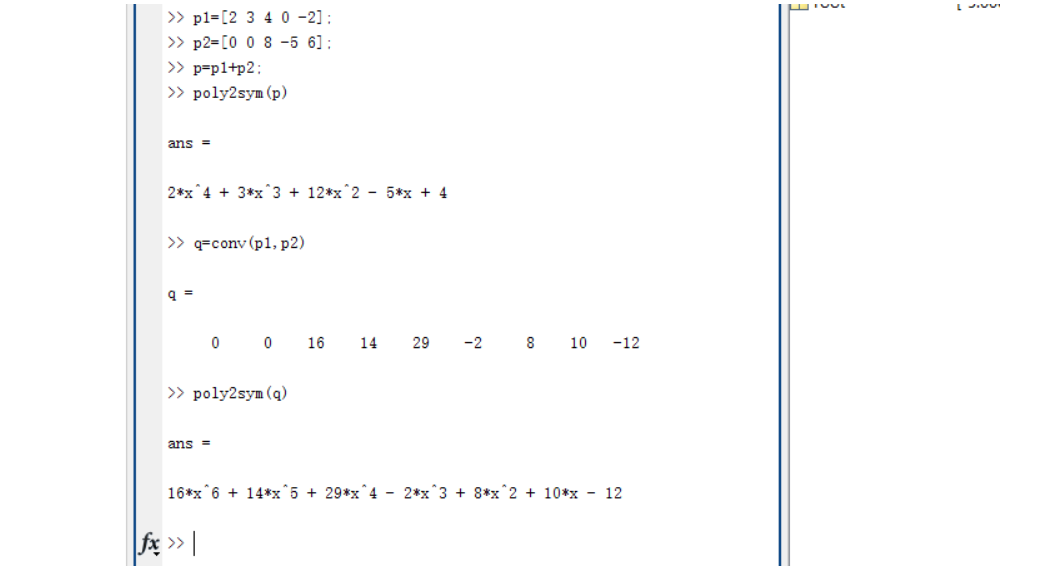 >> p1=[2 3 4 0 -2];
>> p2=[0 0 8 -5 6];
>> p=p1+p2;
>> poly2sym(p)
ans =
2*x^4 + 3*x^3 + 12*x^2 - 5*x + 4
>> q=conv(p1,p2)
q =
0 0 16 14 29 -2 8 10 -12
>> poly2sym(q)
ans =
16*x^6 + 14*x^5 + 29*x^4 - 2*x^3 + 8*x^2 + 10*x - 12
fx >>